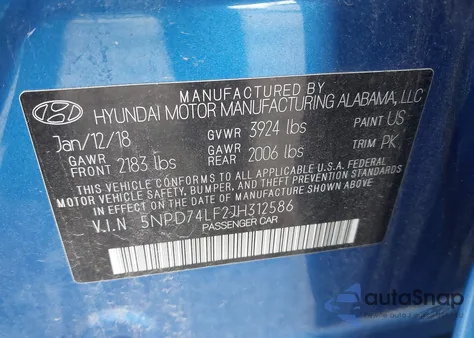 MANUFACTURED BY
HYUNDAI MOTOR MANUFACTURING ALABAMA, LLC
Jan/12/18 GVWR 3924 lbs PAINT US
GAWR FRONT 2183 lbs GAWR REAR 2006 lbs TRIM PK
THIS VEHICLE CONFORMS TO ALL APPLICABLE U.S.A. FEDERAL
MOTOR VEHICLE SAFETY, BUMPER, AND THEFT PREVENTION STANDARDS
IN EFFECT ON THE DATE OF MANUFACTURE SHOWN ABOVE.
V.I.N 5NPD74LF2JH312586
PASSENGER CAR
autoSnap